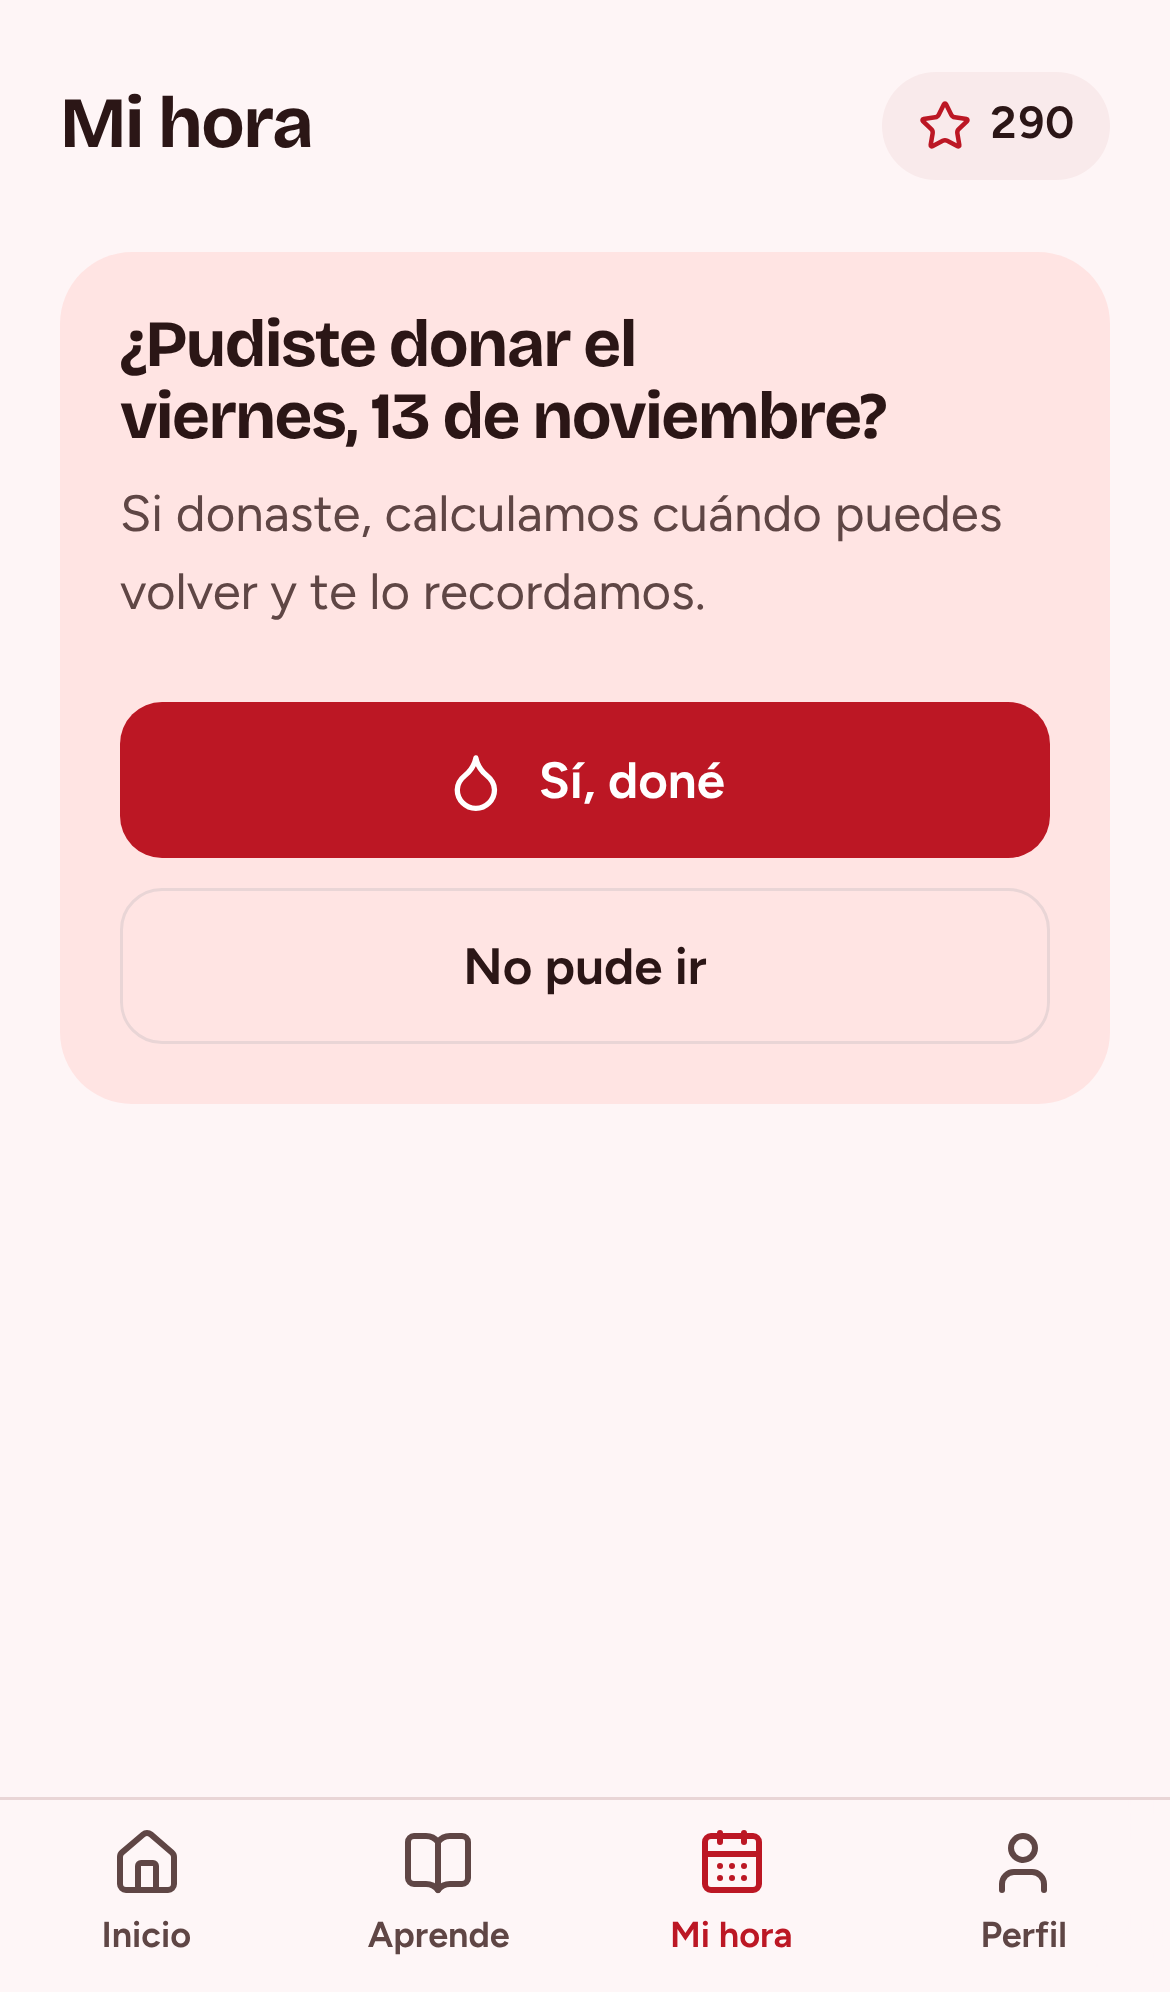 Mi hora
290
¿Pudiste donar el
viernes, 13 de noviembre?
Si donaste, calculamos cuándo puedes
volver y te lo recordamos.
Sí, doné
No pude ir
Inicio
Aprende
Mi hora
Perfil